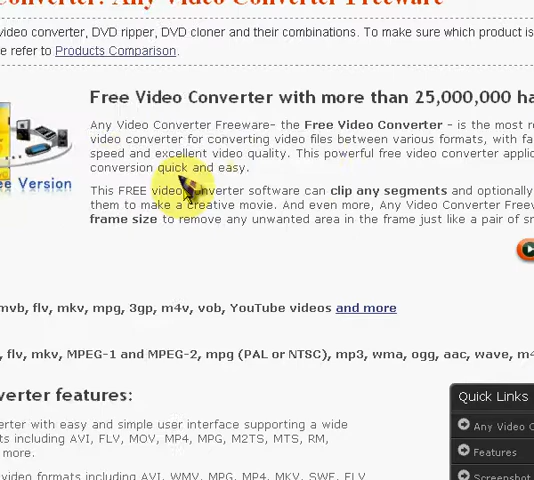 Converter: Any Video Converter Freeware
video converter, DVD ripper, DVD cloner and their combinations. To make sure which product is
e refer to Products Comparison.
Free Video Converter with more than 25,000,000 ha
Any Video Converter Freeware- the Free Video Converter - is the most r
video converter for converting video files between various formats, with fa
speed and excellent video quality. This powerful free video converter appli
conversion quick and easy.
ee Version
This FREE video converter software can clip any segments and optionally
them to make a creative movie. And even more, Any Video Converter Freev
frame size to remove any unwanted area in the frame just like a pair of s
mvb, flv, mkv, mpg, 3gp, m4v, vob, YouTube videos and more
, flv, mkv, MPEG-1 and MPEG-2, mpg (PAL or NTSC), mp3, wma, ogg, aac, wave, m4
verter features:
Quick Links
erter with easy and simple user interface supporting a wide
ts including AVI, FLV, MOV, MP4, MPG, M2TS, MTS, RM,
more.
Any Video C
Features
video formats including AVI, WMV, MPG, MP4, MKV, SWF, FLV
Screenshot